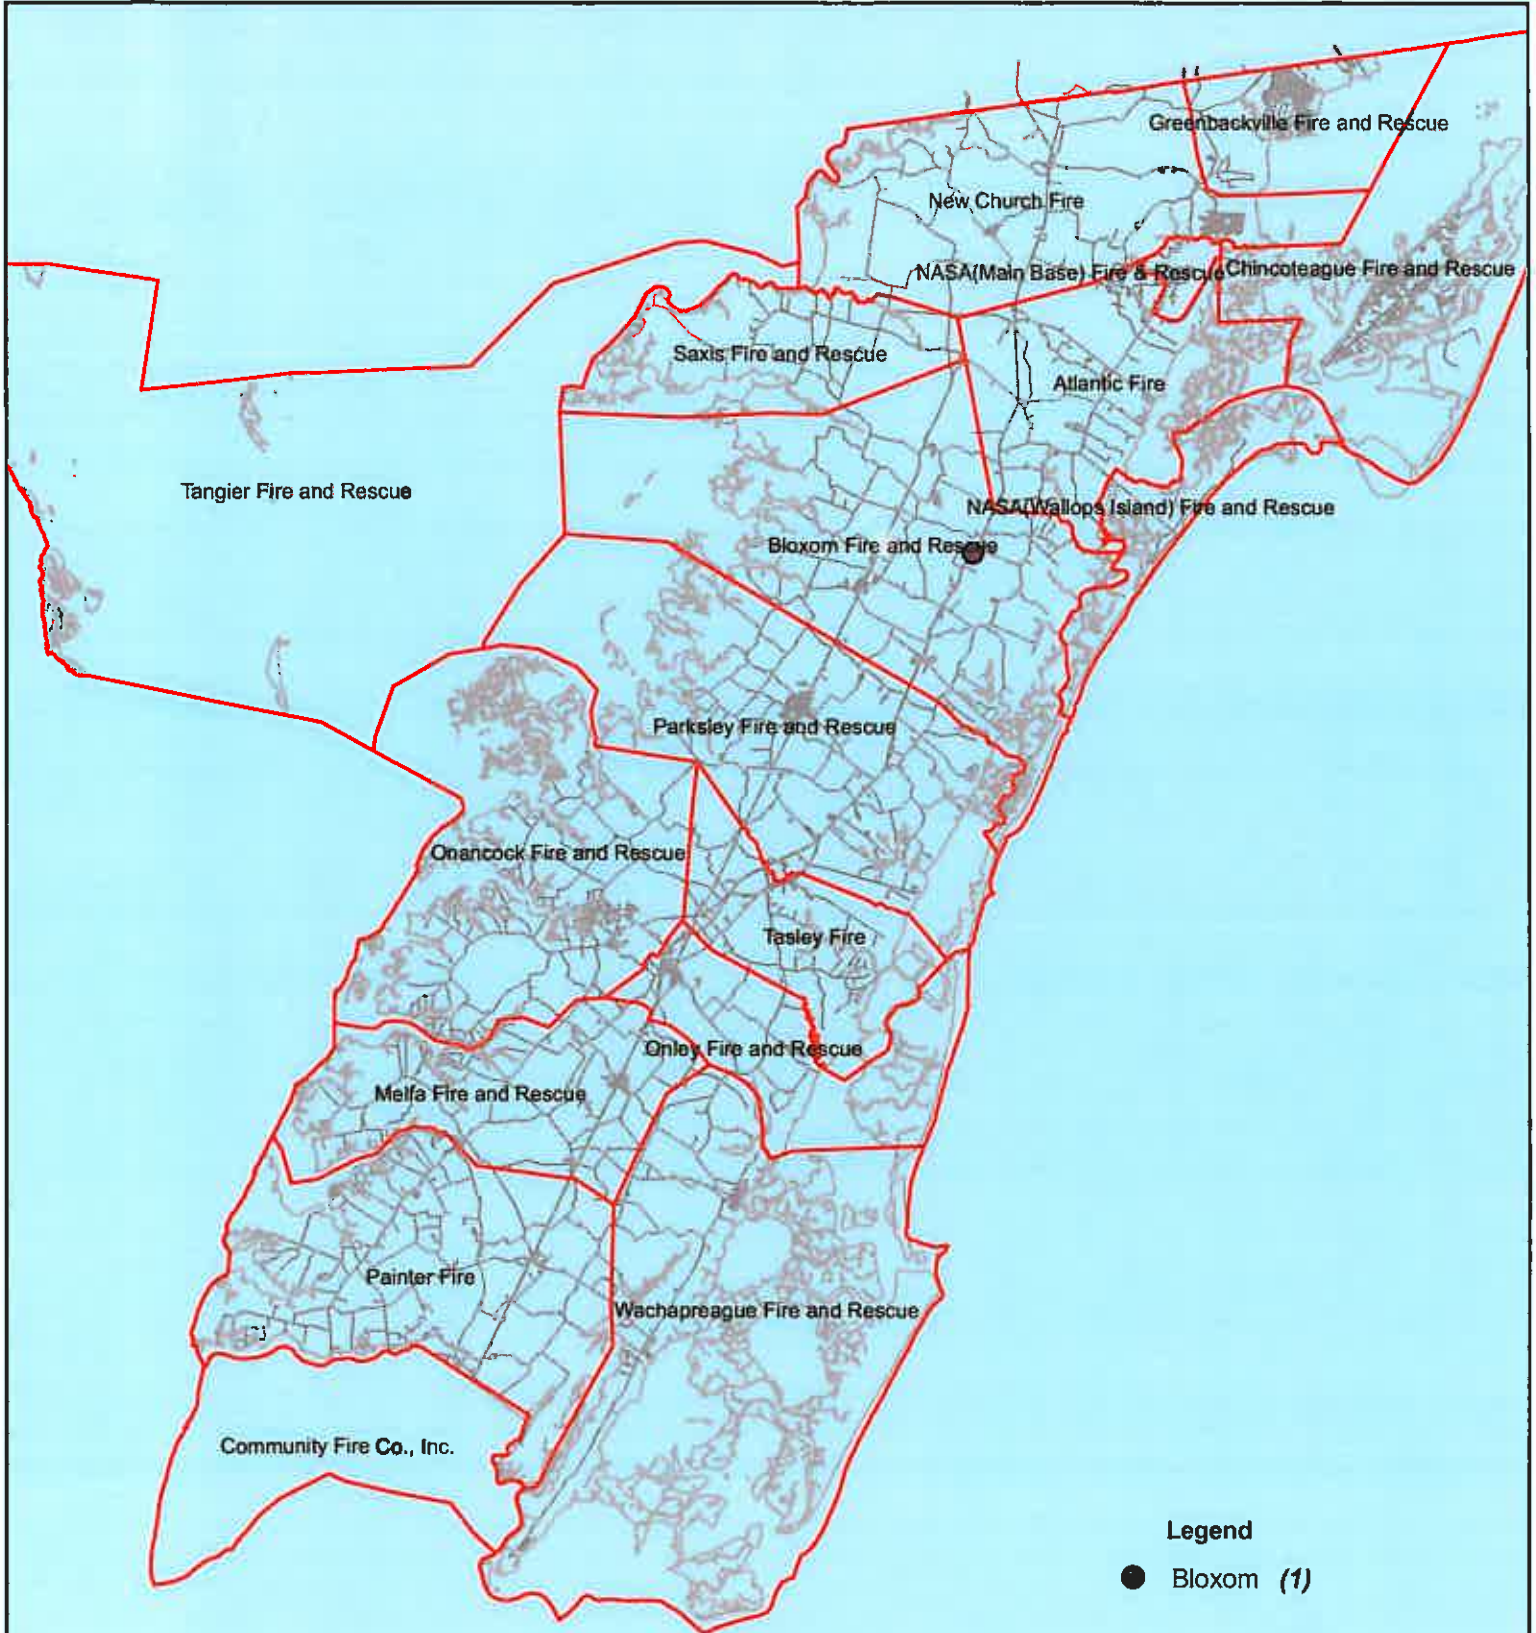 Greenbackville Fire and Rescue
New Church Fire
NASA(Main Base) Fire & Rescue
Chincoteague Fire and Rescue
Saxis Fire and Rescue
Atlantic Fire
Tangier Fire and Rescue
NASA(Wallops Island) Fire and Rescue
Bloxom Fire and Rescue
Parksley Fire and Rescue
Onancock Fire and Rescue
Tasley Fire
Onley Fire and Rescue
Melfa Fire and Rescue
Painter Fire
Wachapreague Fire and Rescue
Community Fire Co., Inc.
Legend
Bloxom (1)